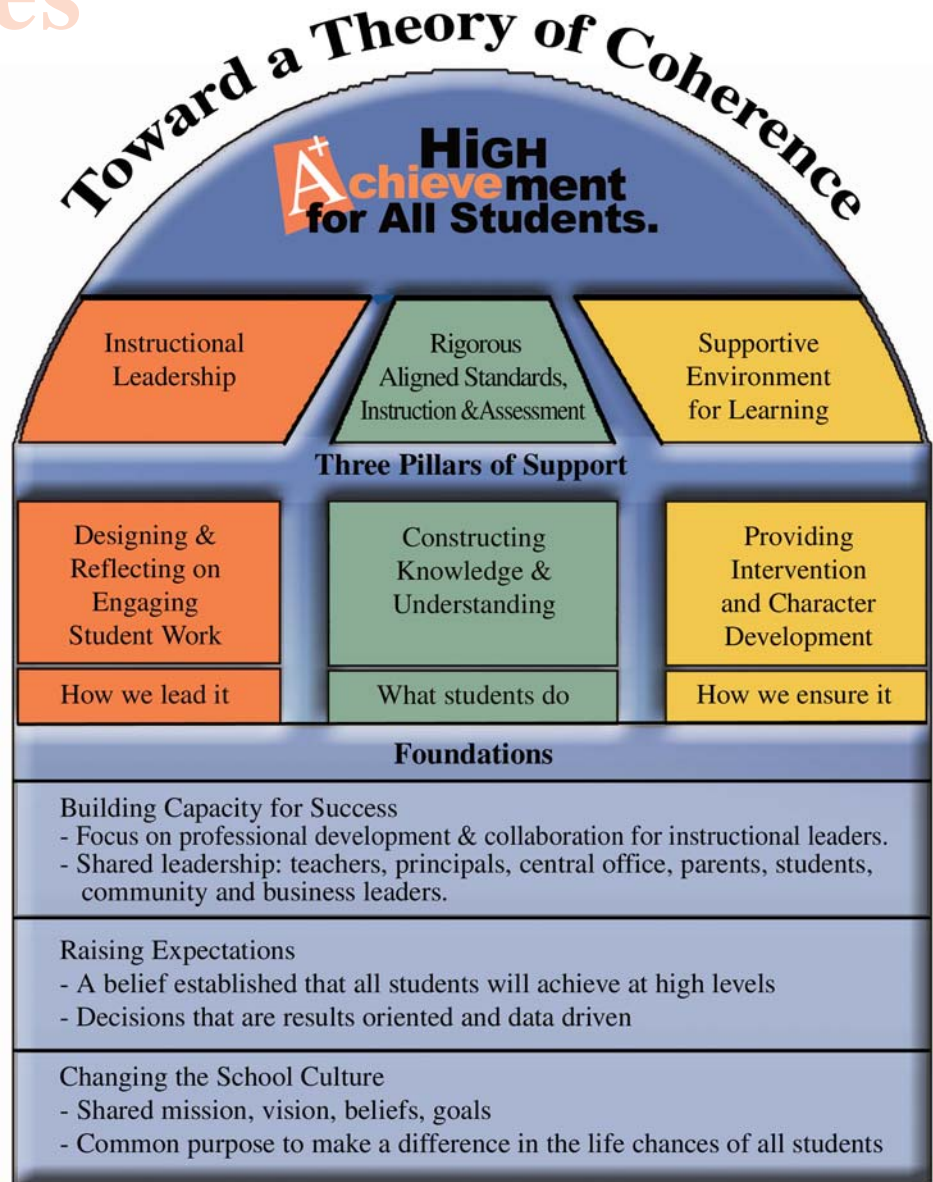 es
Toward a Theory of Coherence
HiGH
A+ chievement
for All Students.
Instructional
Leadership
Rigorous
Aligned Standards,
Instruction & Assessment
Supportive
Environment
for Learning
Three Pillars of Support
Designing &
Reflecting on
Engaging
Student Work
How we lead it
Constructing
Knowledge &
Understanding
What students do
Providing
Intervention
and Character
Development
How we ensure it
Foundations
Building Capacity for Success
- Focus on professional development & collaboration for instructional leaders.
- Shared leadership: teachers, principals, central office, parents, students,
community and business leaders.
Raising Expectations
- A belief established that all students will achieve at high levels
- Decisions that are results oriented and data driven
Changing the School Culture
- Shared mission, vision, beliefs, goals
- Common purpose to make a difference in the life chances of all students